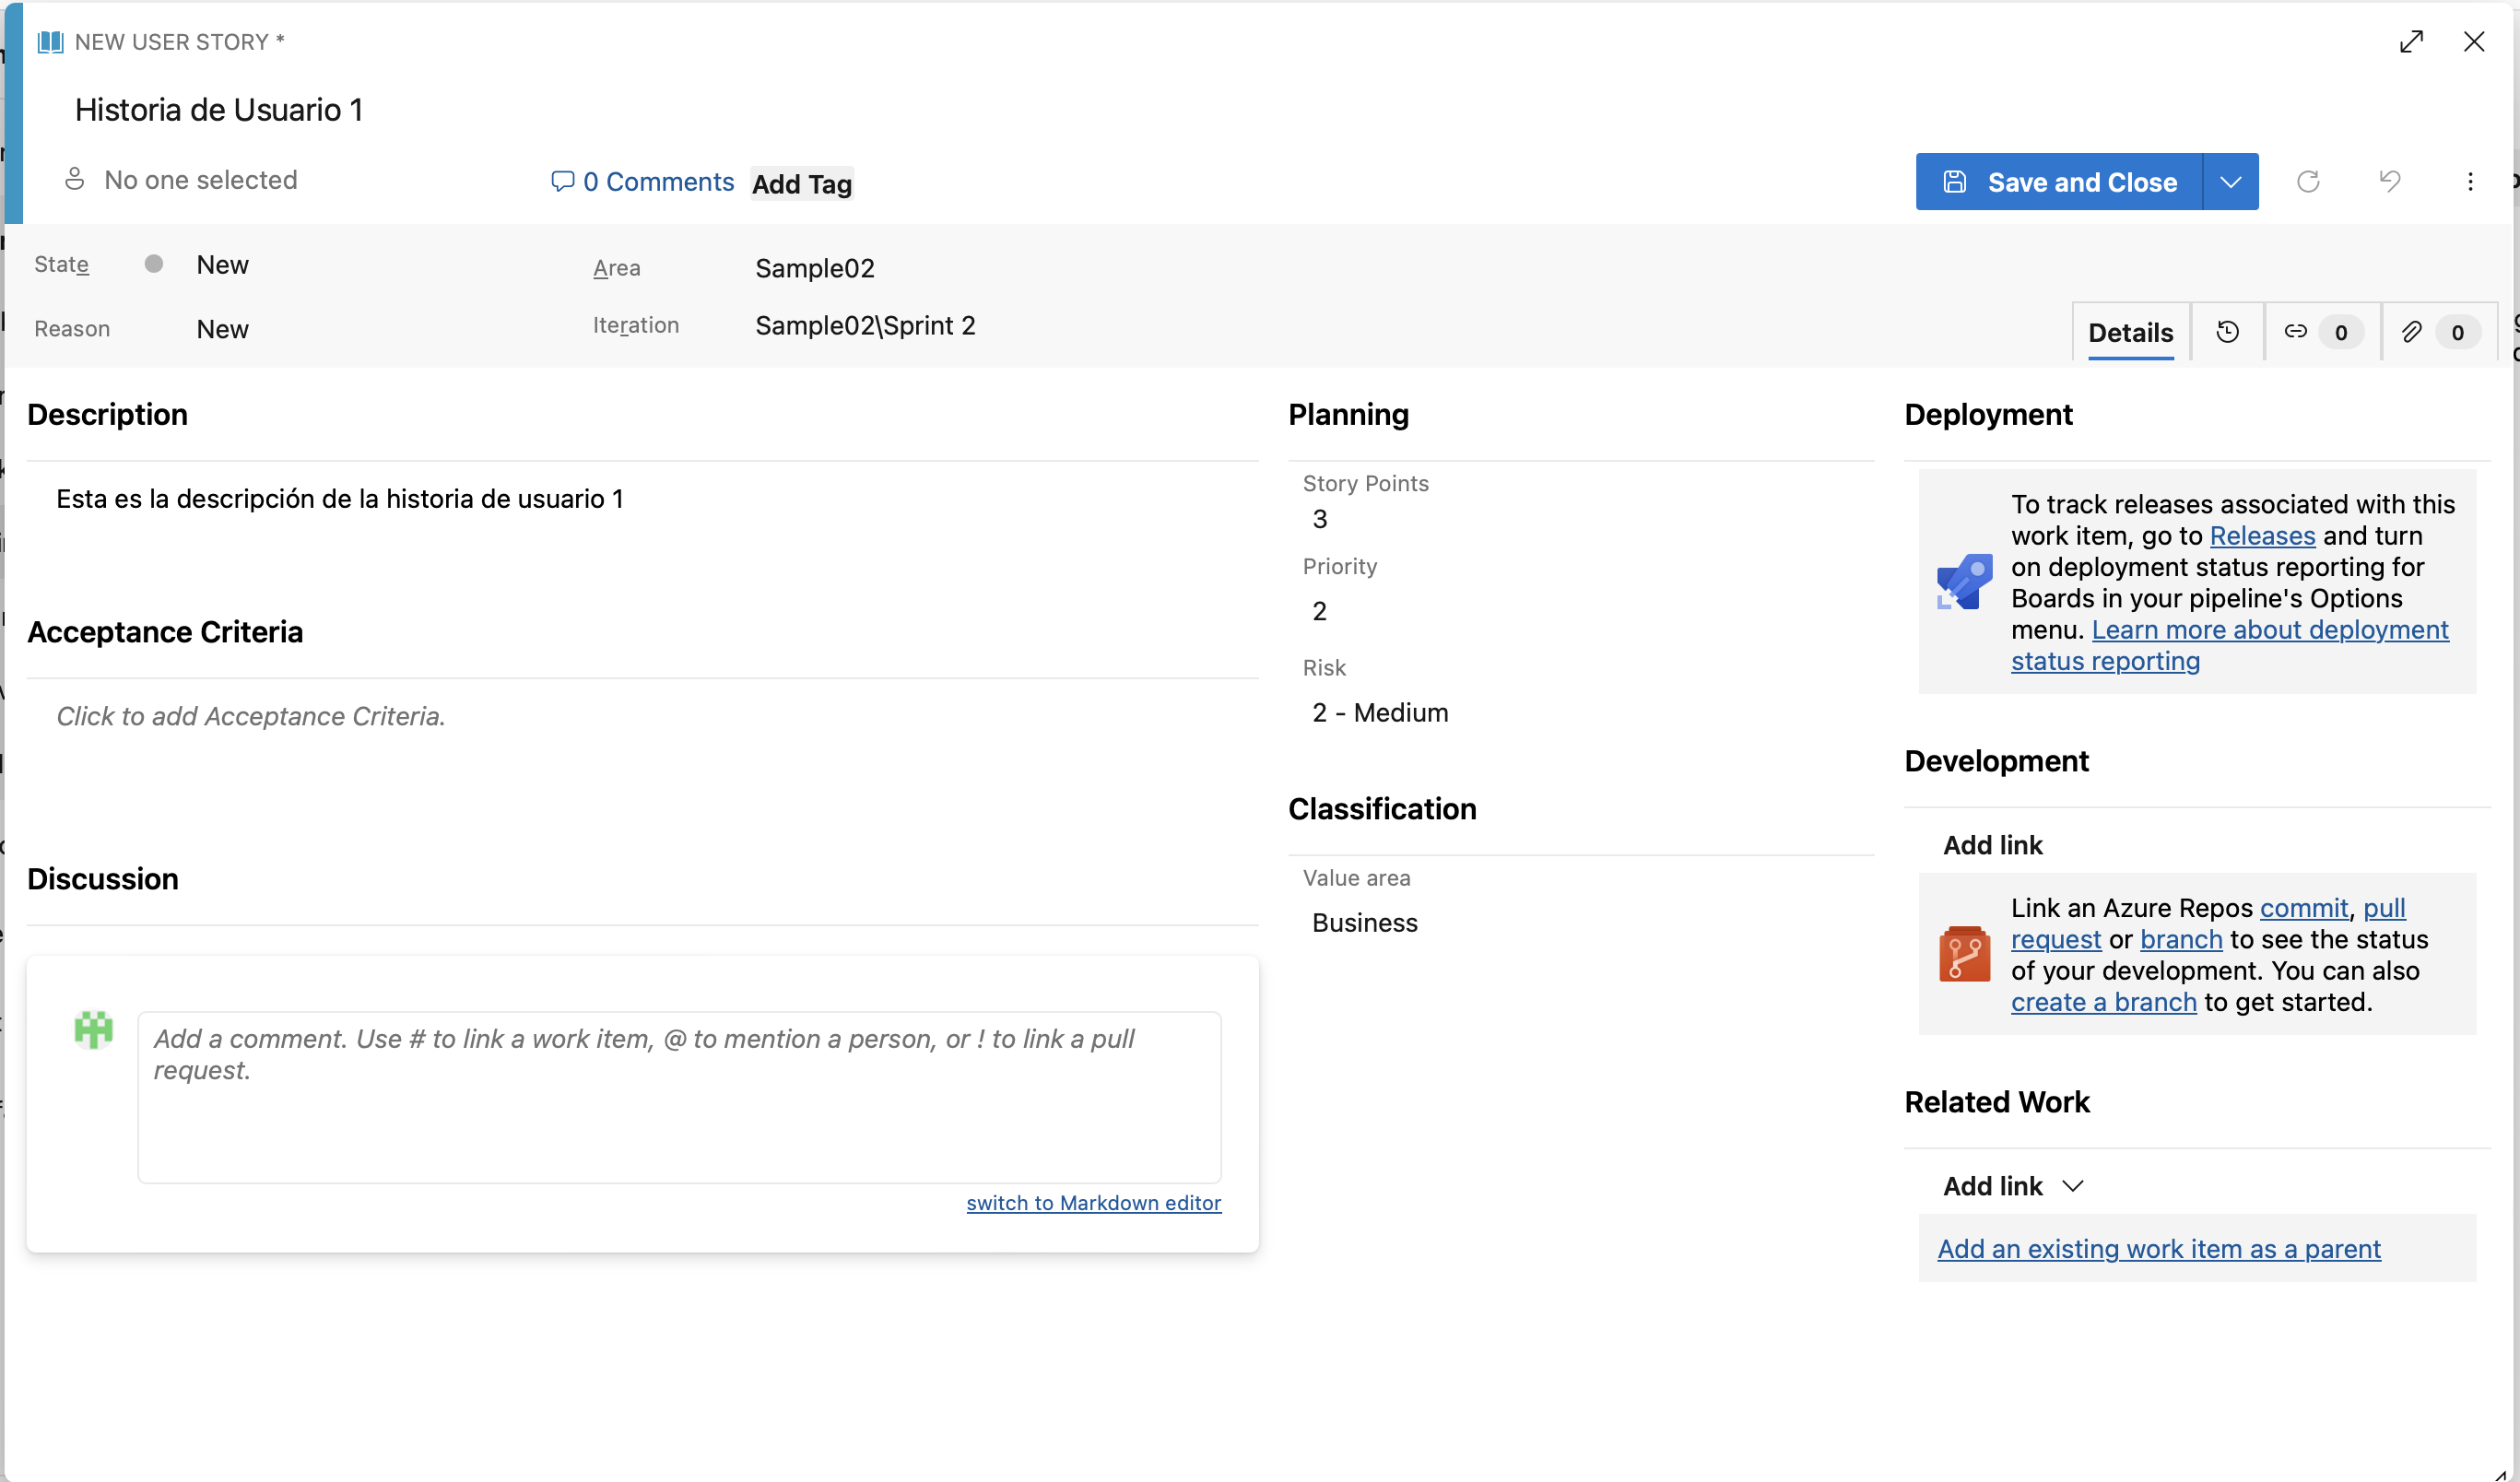 NEW USER STORY *
Historia de Usuario 1
No one selected
0 Comments
Add Tag
Save and Close
State
New
Area
Sample02
Reason
New
Iteration
Sample02\Sprint 2
Details
0
0
Description
Esta es la descripción de la historia de usuario 1
Acceptance Criteria
Click to add Acceptance Criteria.
Discussion
Add a comment. Use # to link a work item, @ to mention a person, or ! to link a pull
request.
switch to Markdown editor
Planning
Story Points
3
Priority
2
Risk
2 - Medium
Classification
Value area
Business
Deployment
To track releases associated with this
work item, go to Releases and turn
on deployment status reporting for
Boards in your pipeline's Options
menu. Learn more about deployment
status reporting
Development
Add link
Link an Azure Repos commit, pull
request or branch to see the status
of your development. You can also
create a branch to get started.
Related Work
Add link
Add an existing work item as a parent